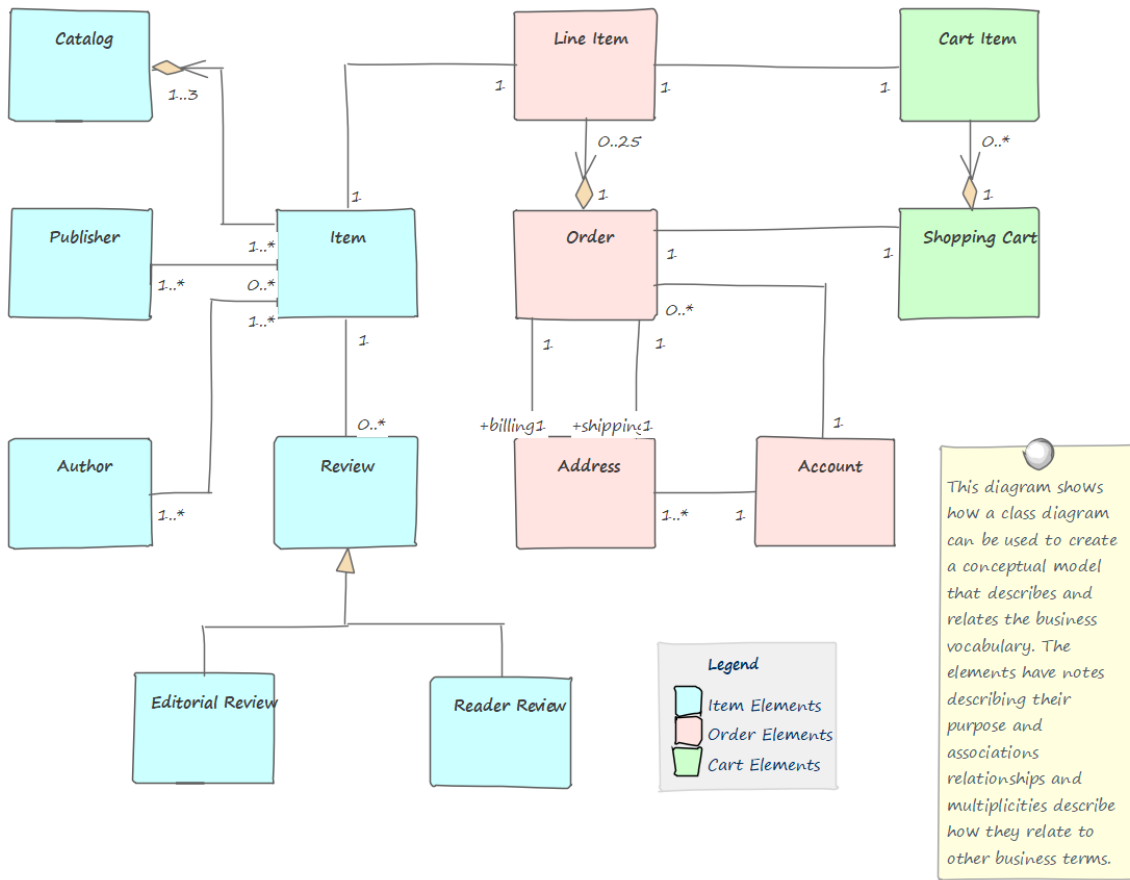 Catalog
Line Item
Cart Item
1..3
1
1
1
0..25
0..*
1
1
1
Publisher
Item
Order
Shopping Cart
1..*
1
1
1..*
0..*
0..*
1..*
1
1
1
0..*
1
+billing1
+shipping1
Author
Review
Address
Account
1..*
1..*
1
Editorial Review
Reader Review
Legend
Item Elements
Order Elements
Cart Elements
This diagram shows
how a class diagram
can be used to create
a conceptual model
that describes and
relates the business
vocabulary. The
elements have notes
describing their
purpose and
associations
relationships and
multiplicities describe
how they relate to
other business terms.